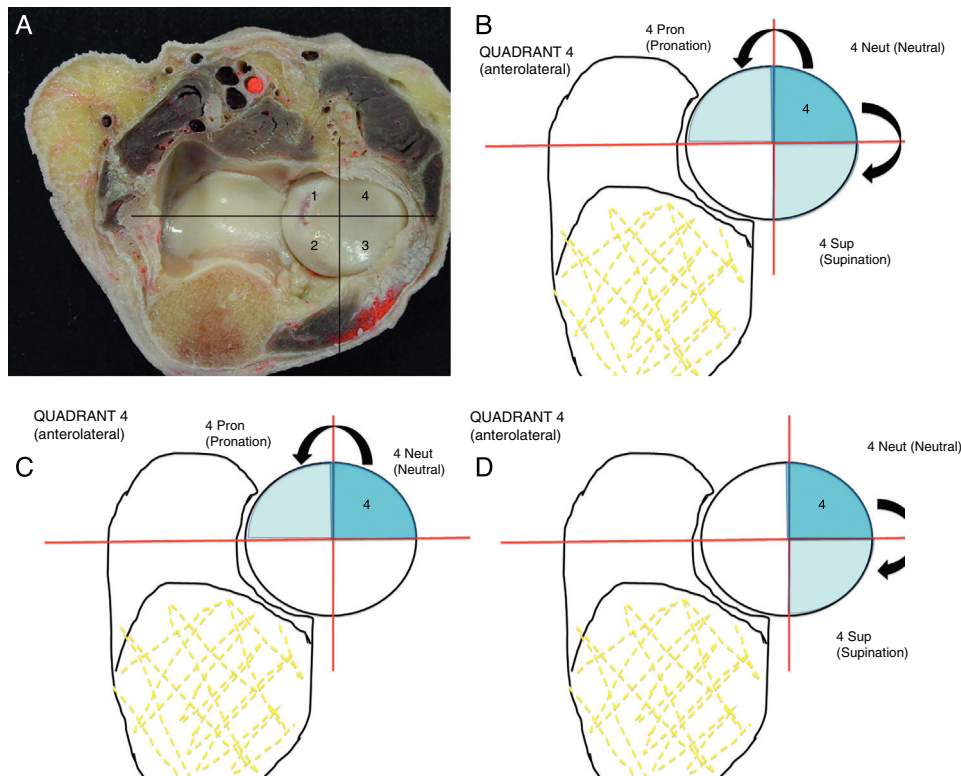 A
1
4
2
3
B
QUADRANT 4
(anterolateral)
4 Pron
(Pronation)
4 Neut (Neutral)
4
4 Sup
(Supination)
C
QUADRANT 4
(anterolateral)
4 Pron
(Pronation)
4 Neut
(Neutral)
4
D
QUADRANT 4
(anterolateral)
4 Neut (Neutral)
4
4 Sup
(Supination)